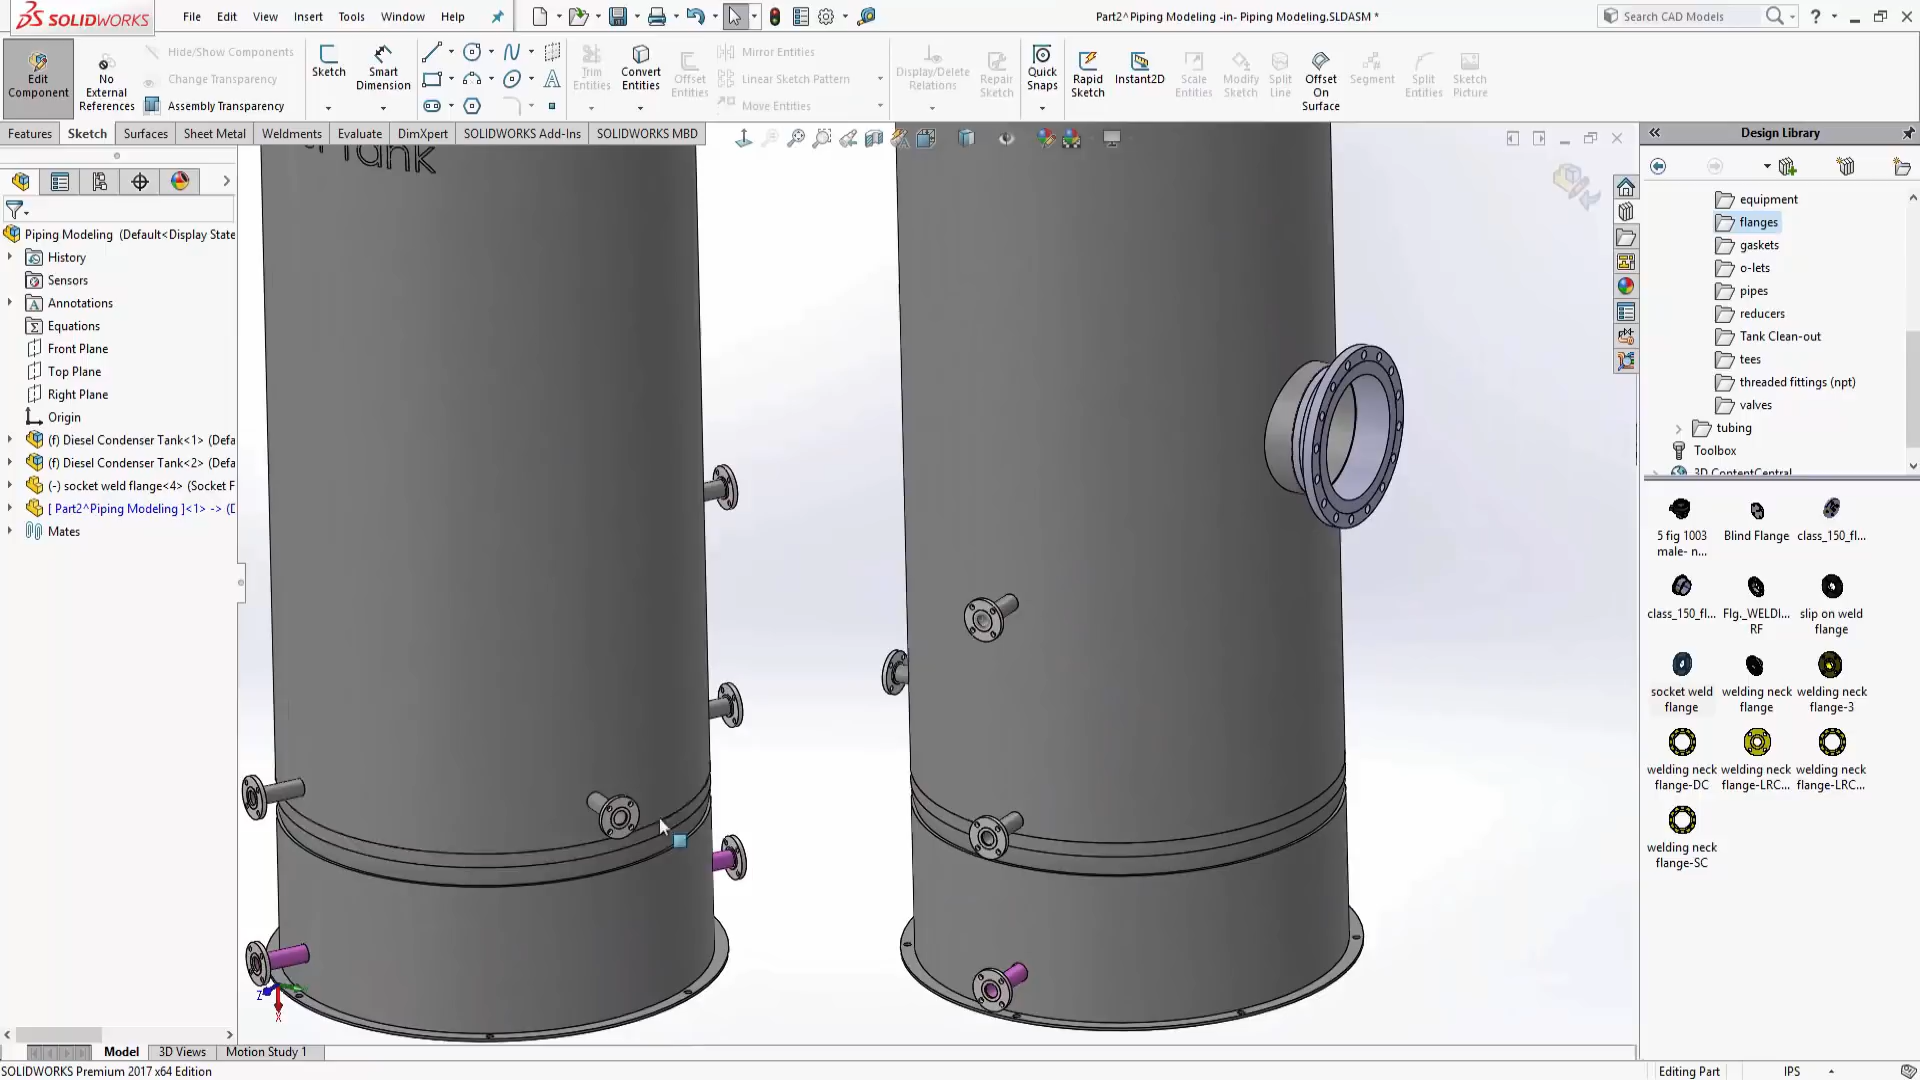 SOLIDWORKS
File Edit View Insert Tools Window Help
Part2^Piping Modeling -in- Piping Modeling.SLDASM *
Search CAD Models
Edit Component
No External References
Hide/Show Components
Change Transparency
Assembly Transparency
Sketch
Smart Dimension
Trim Entities
Convert Entities
Offset Entities
Mirror Entities
Linear Sketch Pattern
Move Entities
Display/Delete Relations
Repair Sketch
Quick Snaps
Rapid Sketch
Instant2D
Scale Entities
Modify Sketch
Split Line
Offset On Surface
Segment
Split Entities
Sketch Picture
Features Sketch Surfaces Sheet Metal Weldments Evaluate DimXpert SOLIDWORKS Add-Ins SOLIDWORKS MBD
Tank
Piping Modeling (Default<Display State
History
Sensors
Annotations
Equations
Front Plane
Top Plane
Right Plane
Origin
(f) Diesel Condenser Tank<1> (Defa
(f) Diesel Condenser Tank<2> (Defa
(-) socket weld flange<4> (Socket F
[ Part2^Piping Modeling ]<1> -> (D
Mates
Z
X
Design Library
equipment
flanges
gaskets
o-lets
pipes
reducers
Tank Clean-out
tees
threaded fittings (npt)
valves
tubing
Toolbox
3D ContentCentral
5 fig 1003 male- n...
Blind Flange
class_150_fl...
class_150_fl...
Flg._WELDI... RF
slip on weld flange
socket weld flange
welding neck flange
welding neck flange-3
welding neck flange-DC
welding neck flange-LRC...
welding neck flange-LRC...
welding neck flange-SC
Model 3D Views Motion Study 1
SOLIDWORKS Premium 2017 x64 Edition
Editing Part
IPS